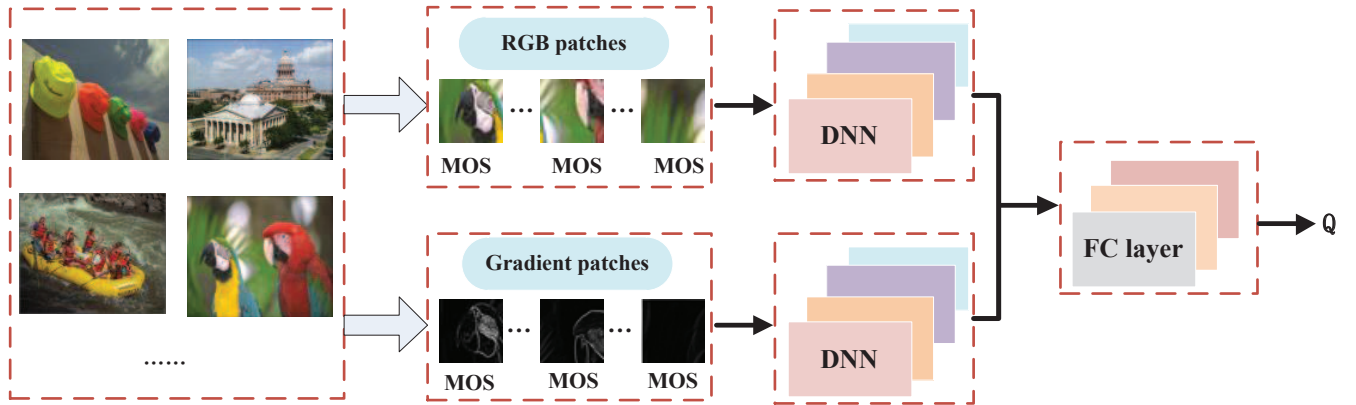 RGB patches
... ...
MOS MOS MOS
DNN
Gradient patches
... ...
MOS MOS MOS
DNN
FC layer
Q
......